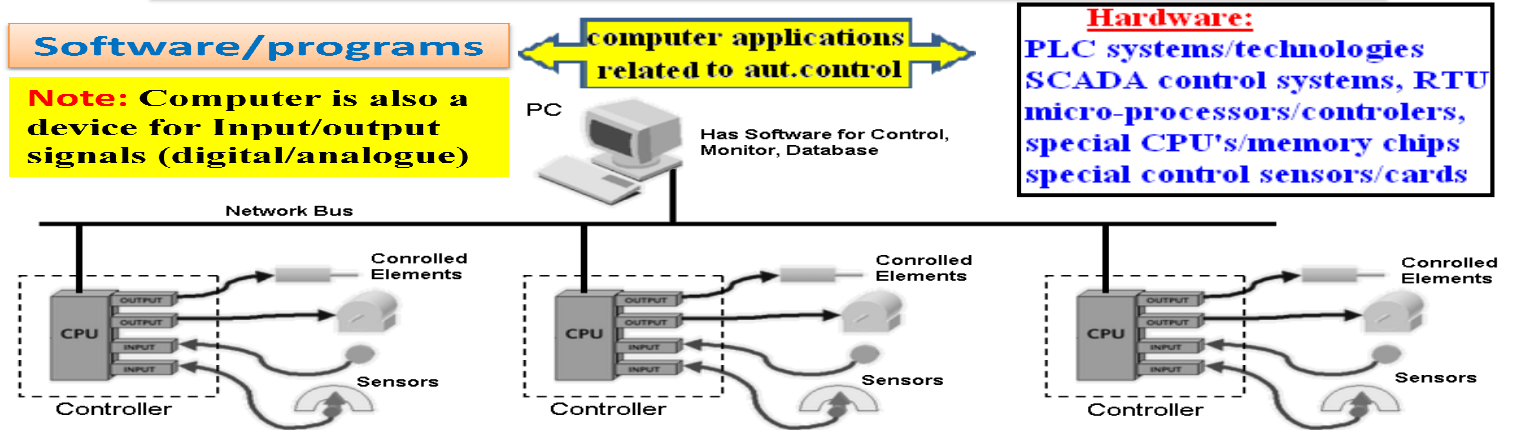 Software/programs
Note: Computer is also a
device for Input/output
signals (digital/analogue)
computer applications
related to aut.control
Hardware:
PLC systems/technologies
SCADA control systems, RTU
micro-processors/controlers,
special CPU's/memory chips
special control sensors/cards
PC
Has Software for Control,
Monitor, Database
Network Bus
Conrolled
Elements
OUTPUT
OUTPUT
CPU
INPUT
INPUT
Sensors
Controller
Conrolled
Elements
OUTPUT
OUTPUT
CPU
INPUT
INPUT
Sensors
Controller
Conrolled
Elements
OUTPUT
OUTPUT
CPU
INPUT
INPUT
Sensors
Controller